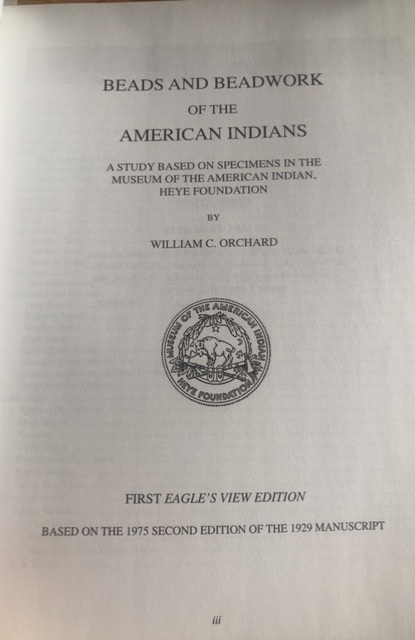 BEADS AND BEADWORK
OF THE
AMERICAN INDIANS
A STUDY BASED ON SPECIMENS IN THE
MUSEUM OF THE AMERICAN INDIAN,
HEYE FOUNDATION
BY
WILLIAM C. ORCHARD
MUSEUM OF THE AMERICAN INDIAN
HEYE FOUNDATION
FIRST EAGLE'S VIEW EDITION
BASED ON THE 1975 SECOND EDITION OF THE 1929 MANUSCRIPT
iii